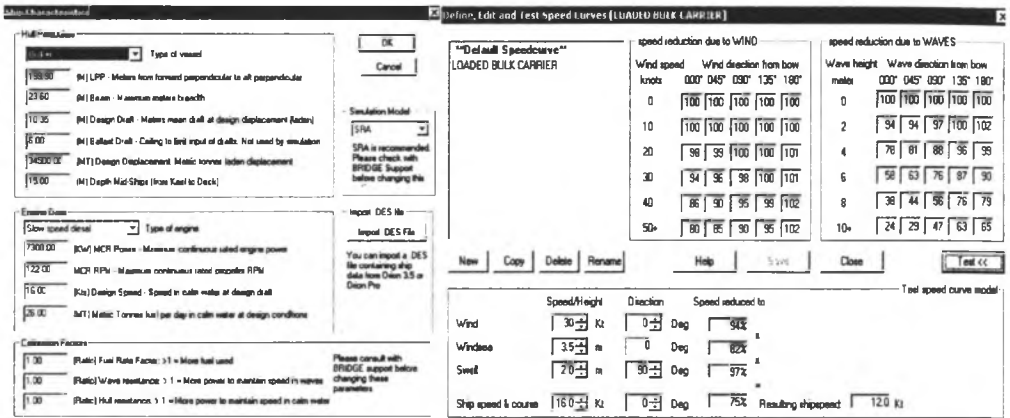 Ship Characteristics
Hull Particulars
Type of vessel
[M] LPP - Meters from forward perpendicular to aft perpendicular
23.60 [M] Beam - Maximum meters breadth
10.35 [M] Design Draft - Meters mean draft at design displacement (laden)
6.00 [M] Ballast Draft - Ceiling to limit input of drafts. Not used by simulation
34500.00 [MT] Design Displacement. Metric tonnes laden displacement
15.00 [M] Depth Mid-Ships (from Keel to Deck)
OK
Cancel
Simulation Model
SRA
SRA is recommended.
Please check with
BRIDGE Support
before changing this
Engine Data
Slow speed diesel Type of engine
7300.00 [KW] MCR Power - Maximum continuous rated engine power
122.00 MCR RPM - Maximum continuous rated propeller RPM
16.00 [Kts] Design Speed - Speed in calm water at design draft
26.00 [MT] Metric Tonnes fuel per day in calm water at design conditions
Import DES file
Import DES File
You can import a DES
file containing ship
data from Orion 3.5 or
Orion Pro
Calibration Factors
1.00 [Ratio] Fuel Rate Factor: >1 = More fuel used
1.00 [Ratio] Wave resistance: > 1 = More power to maintain speed in waves
1.00 [Ratio] Hull resistance: > 1 = More power to maintain speed in calm water
Please consult with
BRIDGE support before
changing these
parameters
Define, Edit and Test Speed Curves [LOADED BULK CARRIER]
""Default Speedcurve""
LOADED BULK CARRIER
speed reduction due to WIND
Wind speed Wind direction from bow
knots 000° 045° 090° 135° 180°
0 100 100 100 100 100
10 100 100 100 100 100
20 98 99 100 100 101
30 94 96 98 100 101
40 86 90 95 99 102
50+ 80 85 90 95 102
speed reduction due to WAVES
Wave height Wave direction from bow
meter 000° 045° 090° 135° 180°
0 100 100 100 100 100
2 94 94 97 100 102
4 78 81 88 96 99
6 58 63 76 87 90
8 38 44 56 76 79
10+ 24 29 47 63 65
New Copy Delete Rename Help Save Close Test <<
Test speed curve model
Speed/Height Direction Speed reduced to
Wind 30 Kt 0 Deg 94%
x
Windsea 3.5 m 0 Deg 82%
x
Swell 2.0 m 90 Deg 97%
=
Ship speed & course 16.0 Kt 0 Deg 75% Resulting shipspeed: 12.0 Kt